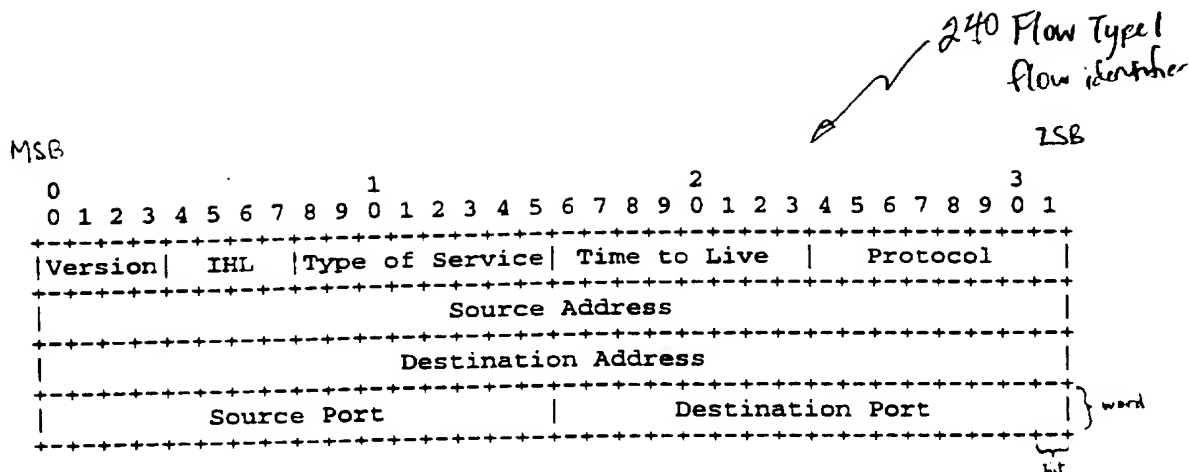 240 Flow Type 1
flow identifier
MSB
LSB
0 1 2 3
0 1 2 3 4 5 6 7 8 9 0 1 2 3 4 5 6 7 8 9 0 1 2 3 4 5 6 7 8 9 0 1
+-+-+-+-+-+-+-+-+-+-+-+-+-+-+-+-+-+-+-+-+-+-+-+-+-+-+-+-+-+-+-+-+
|Version| IHL |Type of Service| Time to Live | Protocol |
+-+-+-+-+-+-+-+-+-+-+-+-+-+-+-+-+-+-+-+-+-+-+-+-+-+-+-+-+-+-+-+-+
| Source Address |
+-+-+-+-+-+-+-+-+-+-+-+-+-+-+-+-+-+-+-+-+-+-+-+-+-+-+-+-+-+-+-+-+
| Destination Address |
+-+-+-+-+-+-+-+-+-+-+-+-+-+-+-+-+-+-+-+-+-+-+-+-+-+-+-+-+-+-+-+-+
| Source Port | Destination Port | } word
+-+-+-+-+-+-+-+-+-+-+-+-+-+-+-+-+-+-+-+-+-+-+-+-+-+-+-+-+-+-+-+-+
bit